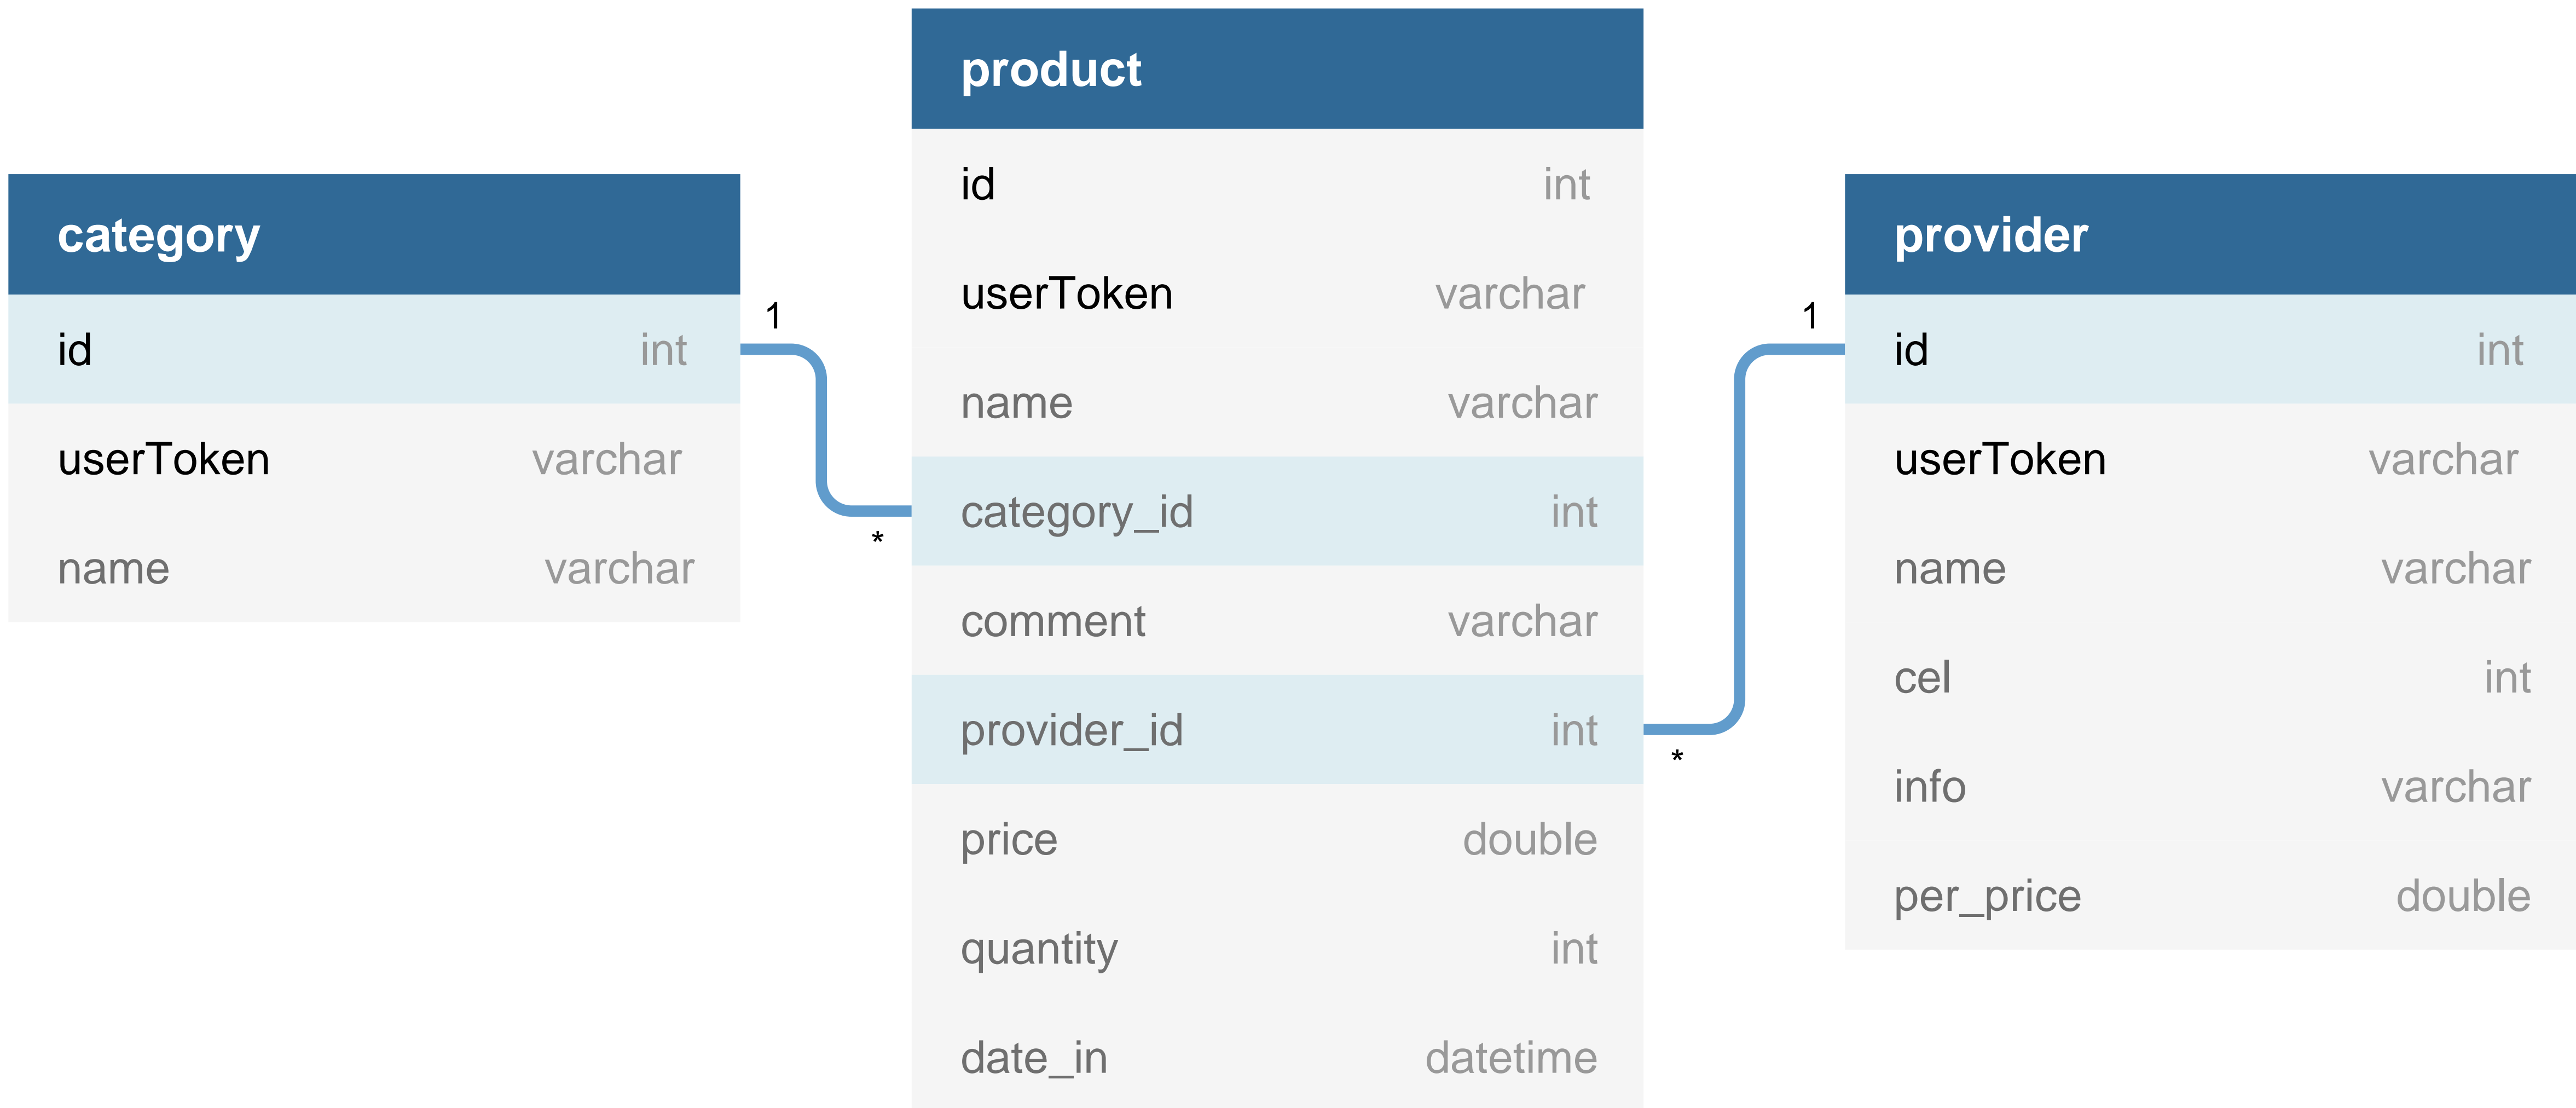 category
id int
userToken varchar
name varchar
1
*
product
id int
userToken varchar
name varchar
category_id int
comment varchar
provider_id int
price double
quantity int
date_in datetime
1
*
provider
id int
userToken varchar
name varchar
cel int
info varchar
per_price double